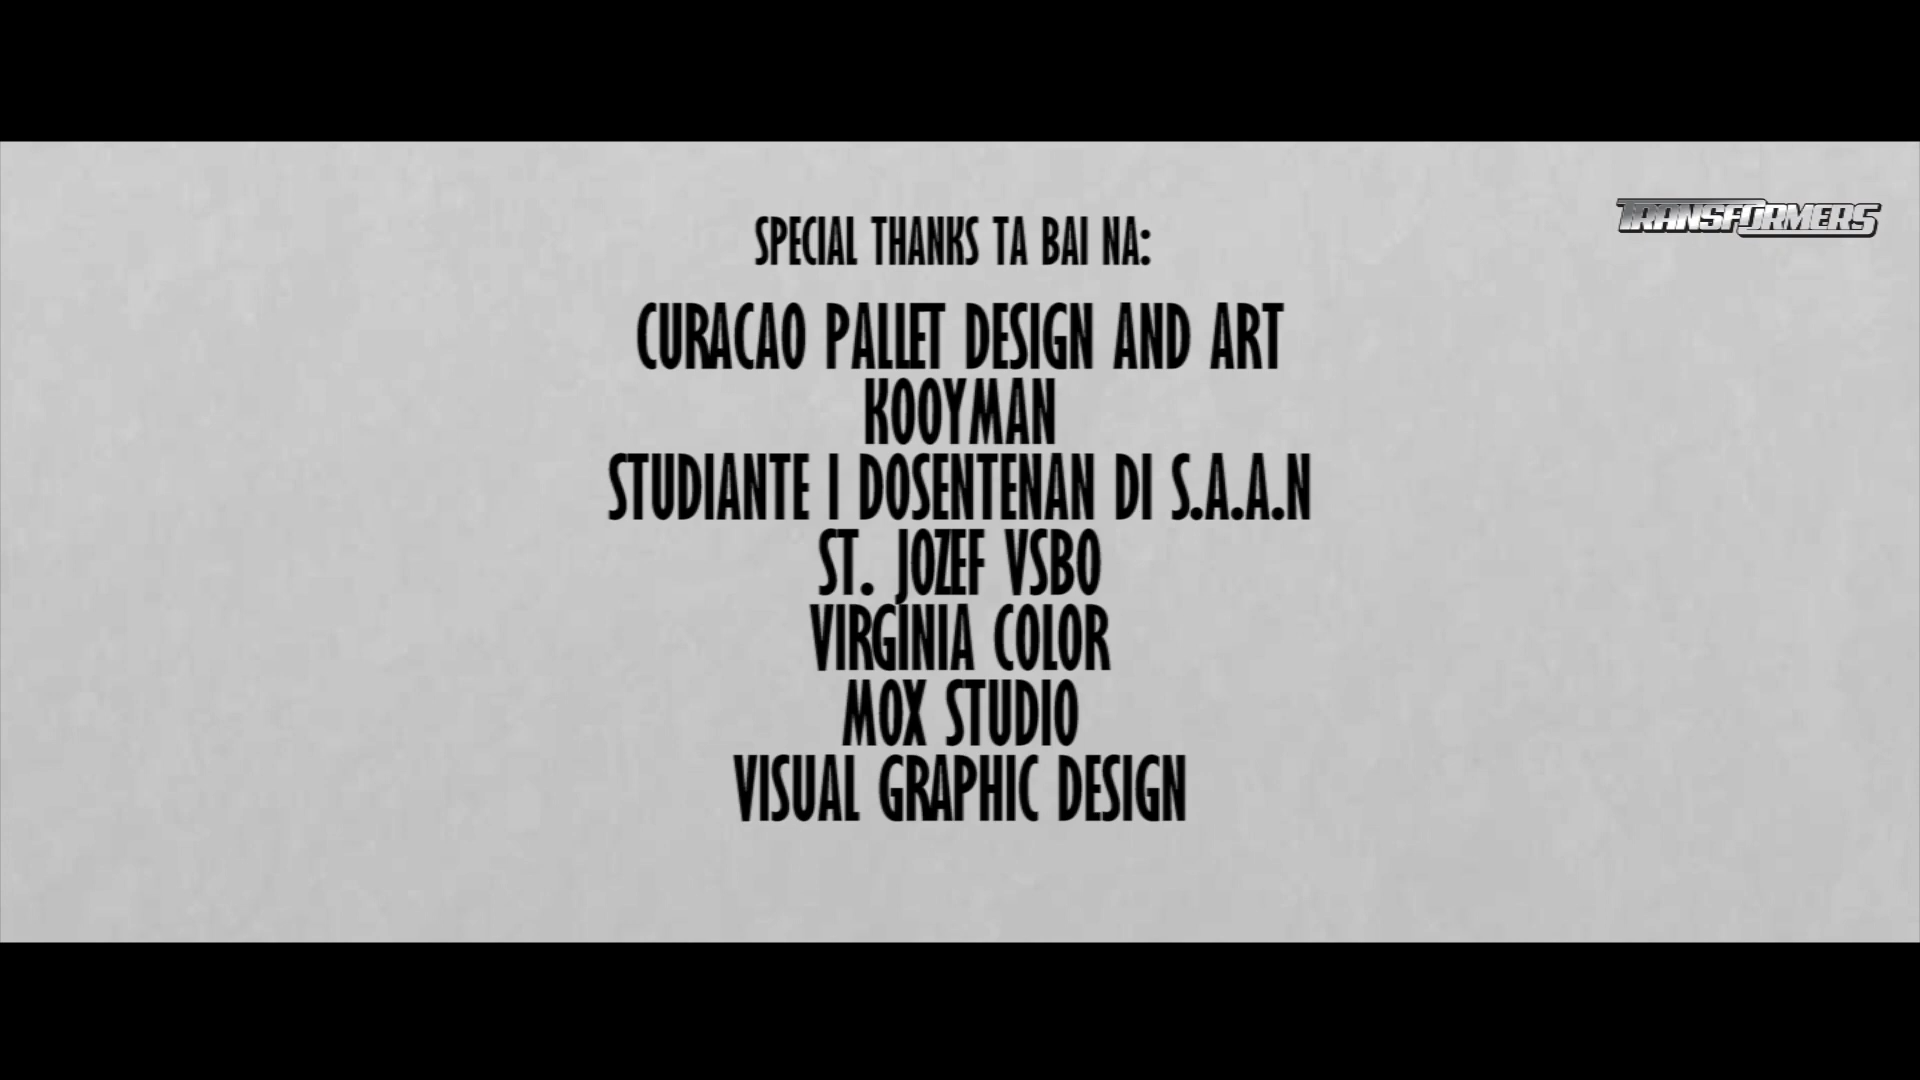 TRANSFORMERS
SPECIAL THANKS TA BAI NA:
CURACAO PALLET DESIGN AND ART
KOOYMAN
STUDIANTE I DOSENTENAN DI S.A.A.N
ST. JOZEF VSBO
VIRGINIA COLOR
MOX STUDIO
VISUAL GRAPHIC DESIGN